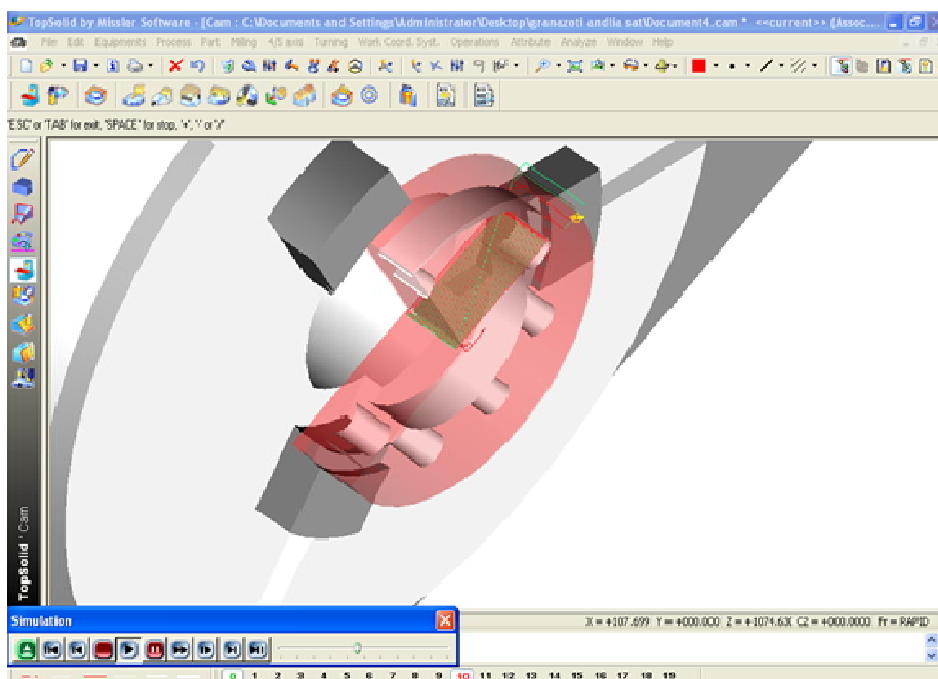 TopSolid by Missler Software - [Cam : C:\Documents and Settings\Administrator\Desktop\granazoti andlia sat\Document4.cam * <<current>> (Assoc....
File Edit Equipments Process Part Milling 4/5 axis Turning Work Coord. Syst. Operations Attribute Analyze Window Help
'ESC' or 'TAB' for exit, 'SPACE' for stop, '+', '-' or '/'
TopSolid 'Cam
Simulation
X = +107.699 Y = +000.000 Z = +1074.63X C2 = +000.0000 Fr = RAPID
0 1 2 3 4 5 6 7 8 9 10 11 12 13 14 15 16 17 18 19